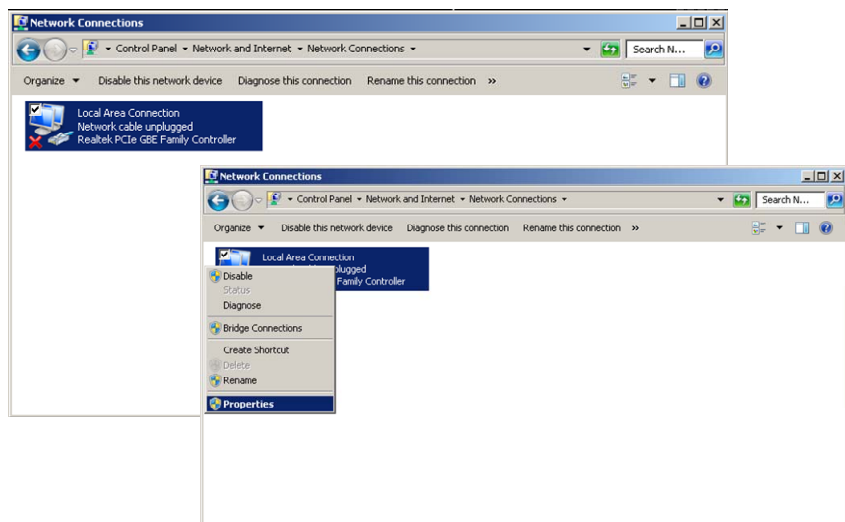 Network Connections
Control Panel Network and Internet Network Connections
Search N...
Organize Disable this network device Diagnose this connection Rename this connection »
Local Area Connection
Network cable unplugged
Realtek PCIe GBE Family Controller
Network Connections
Control Panel Network and Internet Network Connections
Search N...
Organize Disable this network device Diagnose this connection Rename this connection »
Local Area Connection
plugged
Family Controller
Disable
Status
Diagnose
Bridge Connections
Create Shortcut
Delete
Rename
Properties